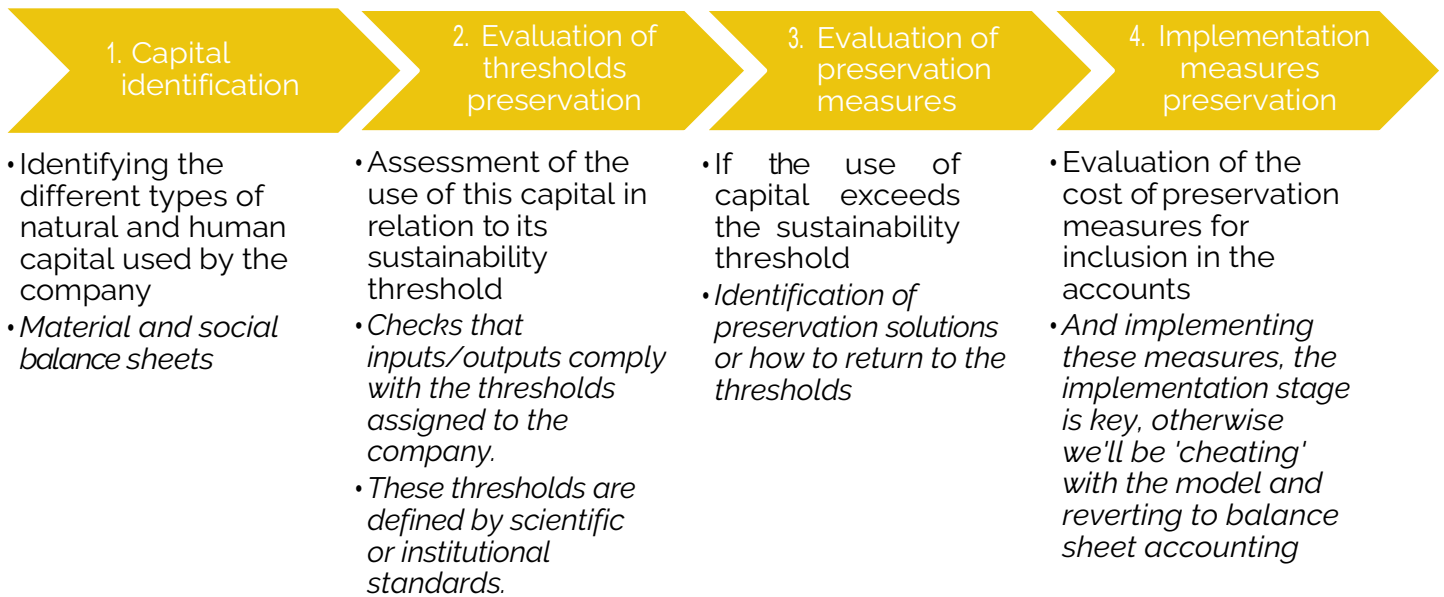 1. Capital
identification
• Identifying the
different types of
natural and human
capital used by the
company
• Material and social
balance sheets
2. Evaluation of
thresholds
preservation
• Assessment of the
use of this capital in
relation to its
sustainability
threshold
• Checks that
inputs/outputs comply
with the thresholds
assigned to the
company.
• These thresholds are
defined by scientific
or institutional
standards.
3. Evaluation of
preservation
measures
• If the use of
capital exceeds
the sustainability
threshold
• Identification of
preservation solutions
or how to return to the
thresholds
4. Implementation
measures
preservation
• Evaluation of the
cost of preservation
measures for
inclusion in the
accounts
• And implementing
these measures, the
implementation stage
is key, otherwise
we'll be 'cheating'
with the model and
reverting to balance
sheet accounting